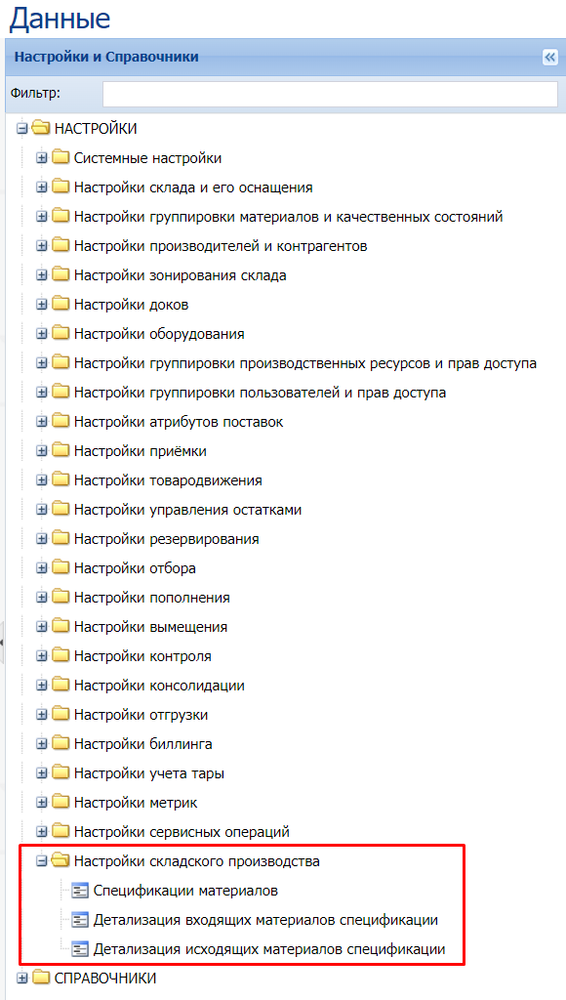 Данные
Настройки и Справочники
Фильтр:
НАСТРОЙКИ
Системные настройки
Настройки склада и его оснащения
Настройки группировки материалов и качественных состояний
Настройки производителей и контрагентов
Настройки зонирования склада
Настройки доков
Настройки оборудования
Настройки группировки производственных ресурсов и прав доступа
Настройки группировки пользователей и прав доступа
Настройки атрибутов поставок
Настройки приёмки
Настройки товародвижения
Настройки управления остатками
Настройки резервирования
Настройки отбора
Настройки пополнения
Настройки вымещения
Настройки контроля
Настройки консолидации
Настройки отгрузки
Настройки биллинга
Настройки учета тары
Настройки метрик
Настройки сервисных операций
Настройки складского производства
Спецификации материалов
Детализация входящих материалов спецификации
Детализация исходящих материалов спецификации
СПРАВОЧНИКИ